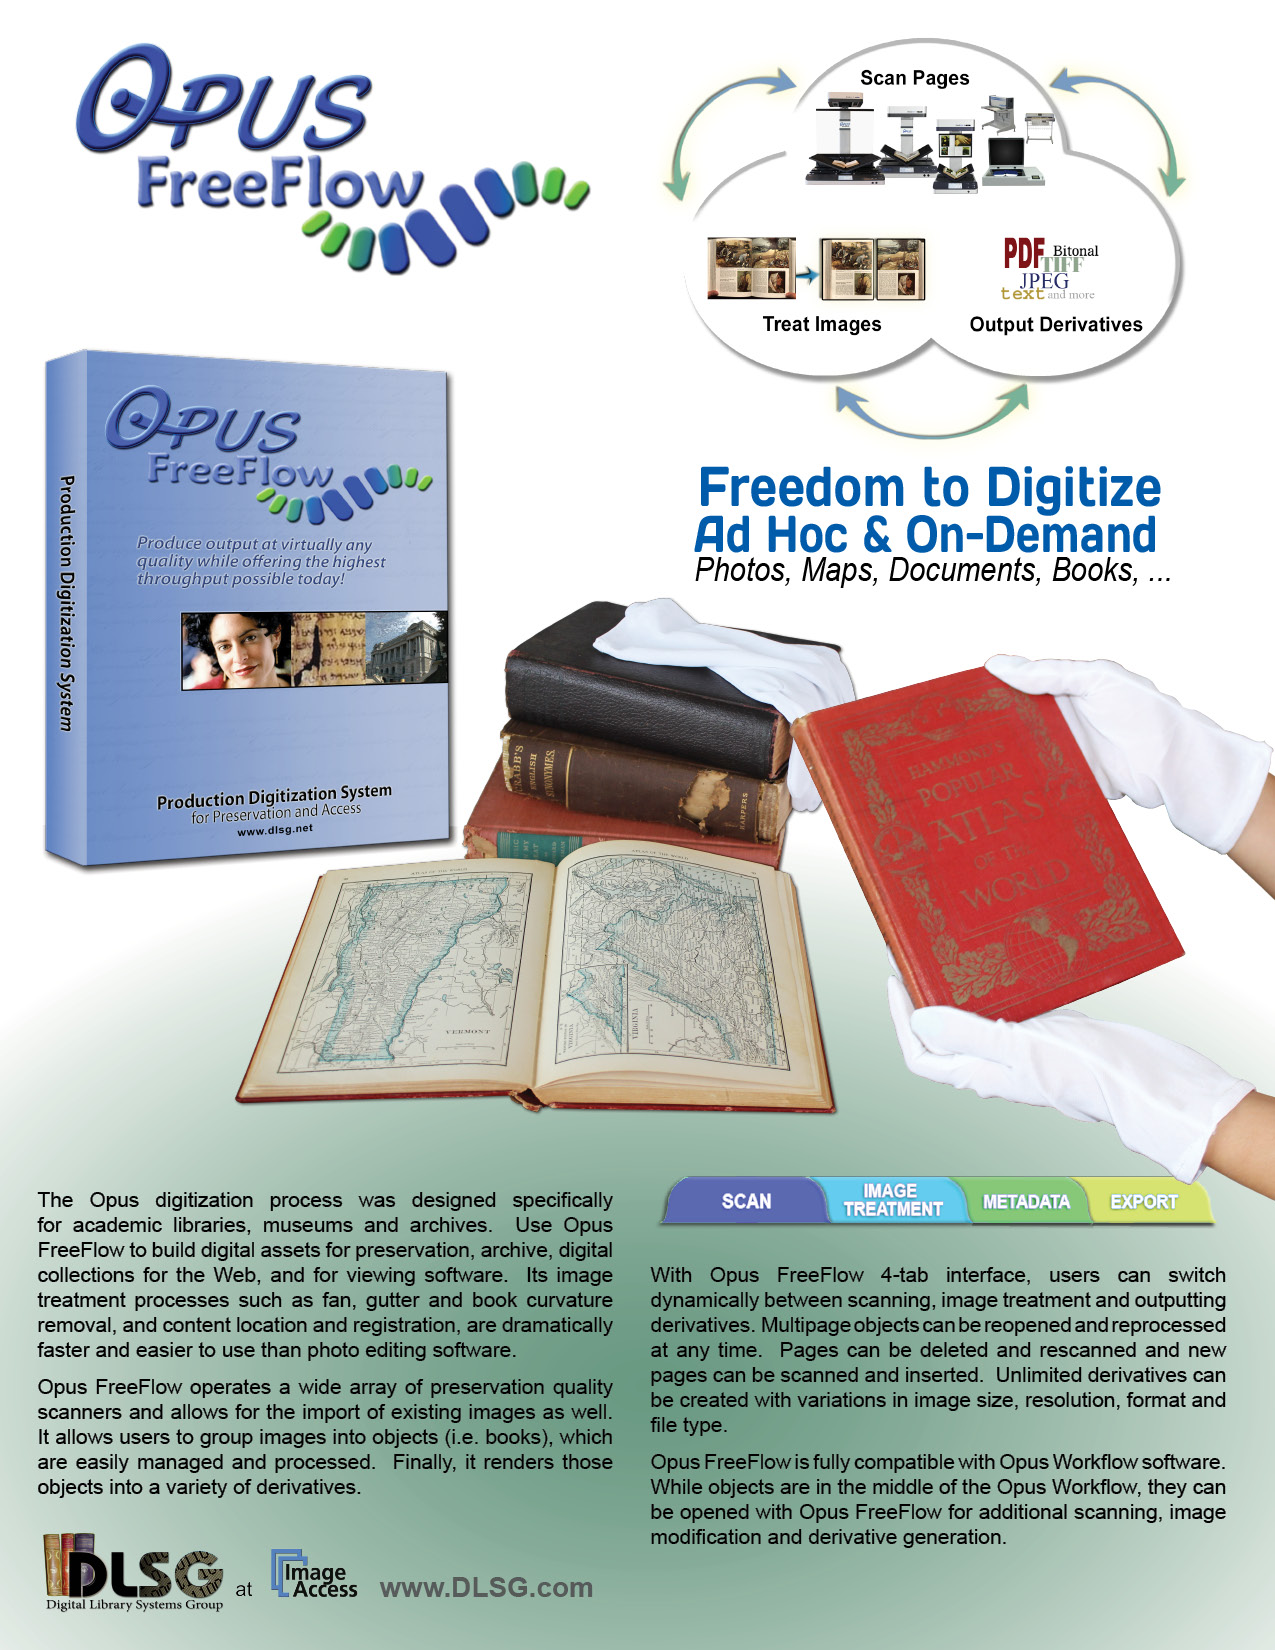 OPUS
FreeFlow
Scan Pages
Treat Images
PDF Bitonal
TIFF
JPEG
text and more
Output Derivatives
OPUS
FreeFlow
Produce output at virtually any
quality while offering the highest
throughput possible today!
Production Digitization System
Production Digitization System
for Preservation and Access
www.dlsg.net
Freedom to Digitize
Ad Hoc & On-Demand
Photos, Maps, Documents, Books, ...
CRABB'S
ENGLISH
SYNONYMES.
HARPERS
HAMMOND'S
POPULAR
ATLAS
OF THE
WORLD
ATLAS OF THE WORLD
ATLAS OF THE WORLD
VERMONT
VIRGINIA
VIRGINIA
The Opus digitization process was designed specifically
for academic libraries, museums and archives. Use Opus
FreeFlow to build digital assets for preservation, archive, digital
collections for the Web, and for viewing software. Its image
treatment processes such as fan, gutter and book curvature
removal, and content location and registration, are dramatically
faster and easier to use than photo editing software.
Opus FreeFlow operates a wide array of preservation quality
scanners and allows for the import of existing images as well.
It allows users to group images into objects (i.e. books), which
are easily managed and processed. Finally, it renders those
objects into a variety of derivatives.
SCAN
IMAGE
TREATMENT
METADATA
EXPORT
With Opus FreeFlow 4-tab interface, users can switch
dynamically between scanning, image treatment and outputting
derivatives. Multipage objects can be reopened and reprocessed
at any time. Pages can be deleted and rescanned and new
pages can be scanned and inserted. Unlimited derivatives can
be created with variations in image size, resolution, format and
file type.
Opus FreeFlow is fully compatible with Opus Workflow software.
While objects are in the middle of the Opus Workflow, they can
be opened with Opus FreeFlow for additional scanning, image
modification and derivative generation.
DLSG
Digital Library Systems Group
at
Image
Access
www.DLSG.com